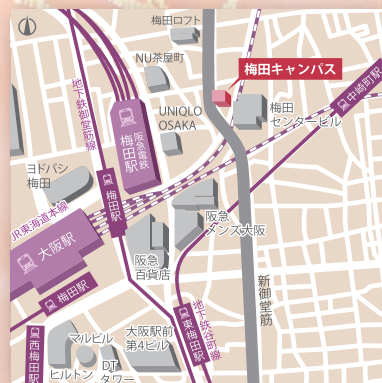 梅田ロフト
NU茶屋町
梅田キャンパス
中崎町駅
地下鉄御堂筋線
UNIQLO
OSAKA
梅田
センタービル
阪急電鉄
梅田駅
ヨドバシ
梅田
梅田駅
JR東海道本線
阪急
メンズ大阪
大阪駅
阪急
百貨店
新御堂筋
梅田駅
地下鉄谷町線
東梅田駅
西梅田駅
マルビル
大阪駅前
第4ビル
ヒルトン
DT
タワー